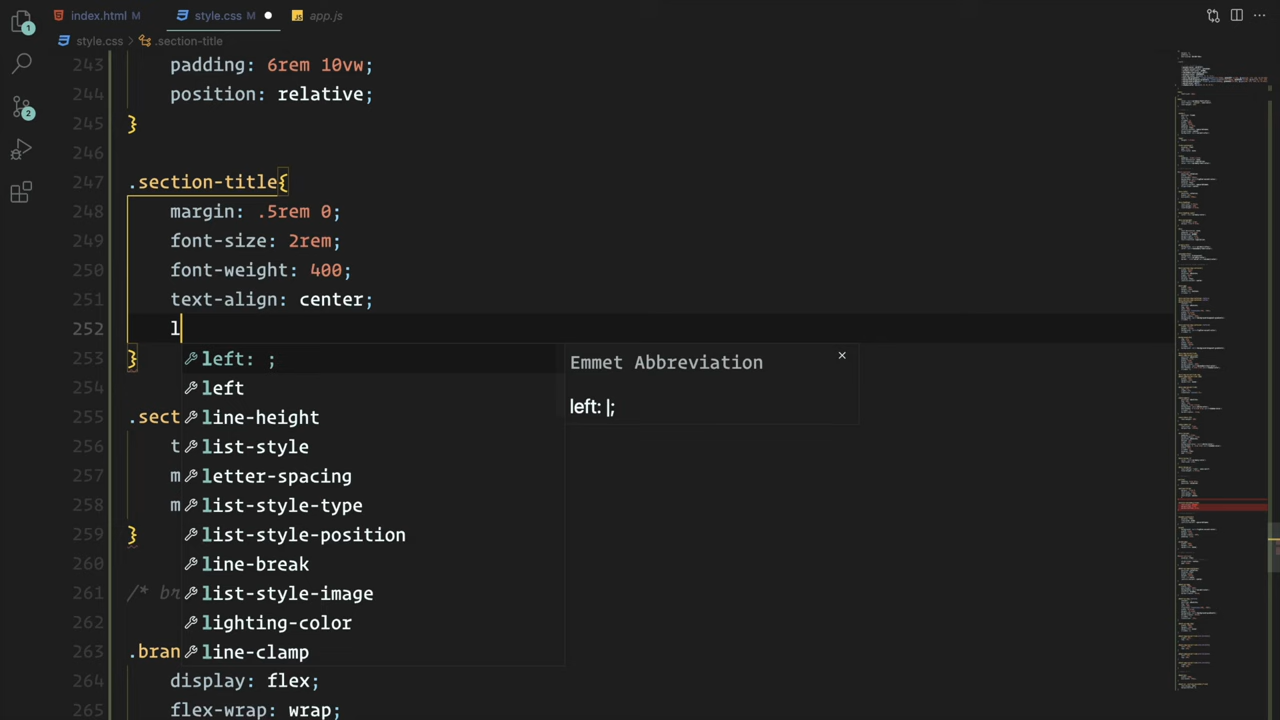 1 index.html M style.css M ● JS app.js
style.css > .section-title
243 padding: 6rem 10vw;
244 position: relative;
245 }
2 246
247 .section-title{
248 margin: .5rem 0;
249 font-size: 2rem;
250 font-weight: 400;
251 text-align: center;
252 l
253 } left: ; Emmet Abbreviation ×
254 left
left: |;
255 .sect line-height
256 t list-style
257 m letter-spacing
258 m list-style-type
259 } list-style-position
260 line-break
261 /* br list-style-image
262 lighting-color
263 .bran line-clamp
264 display: flex;
265 flex-wrap: wrap;